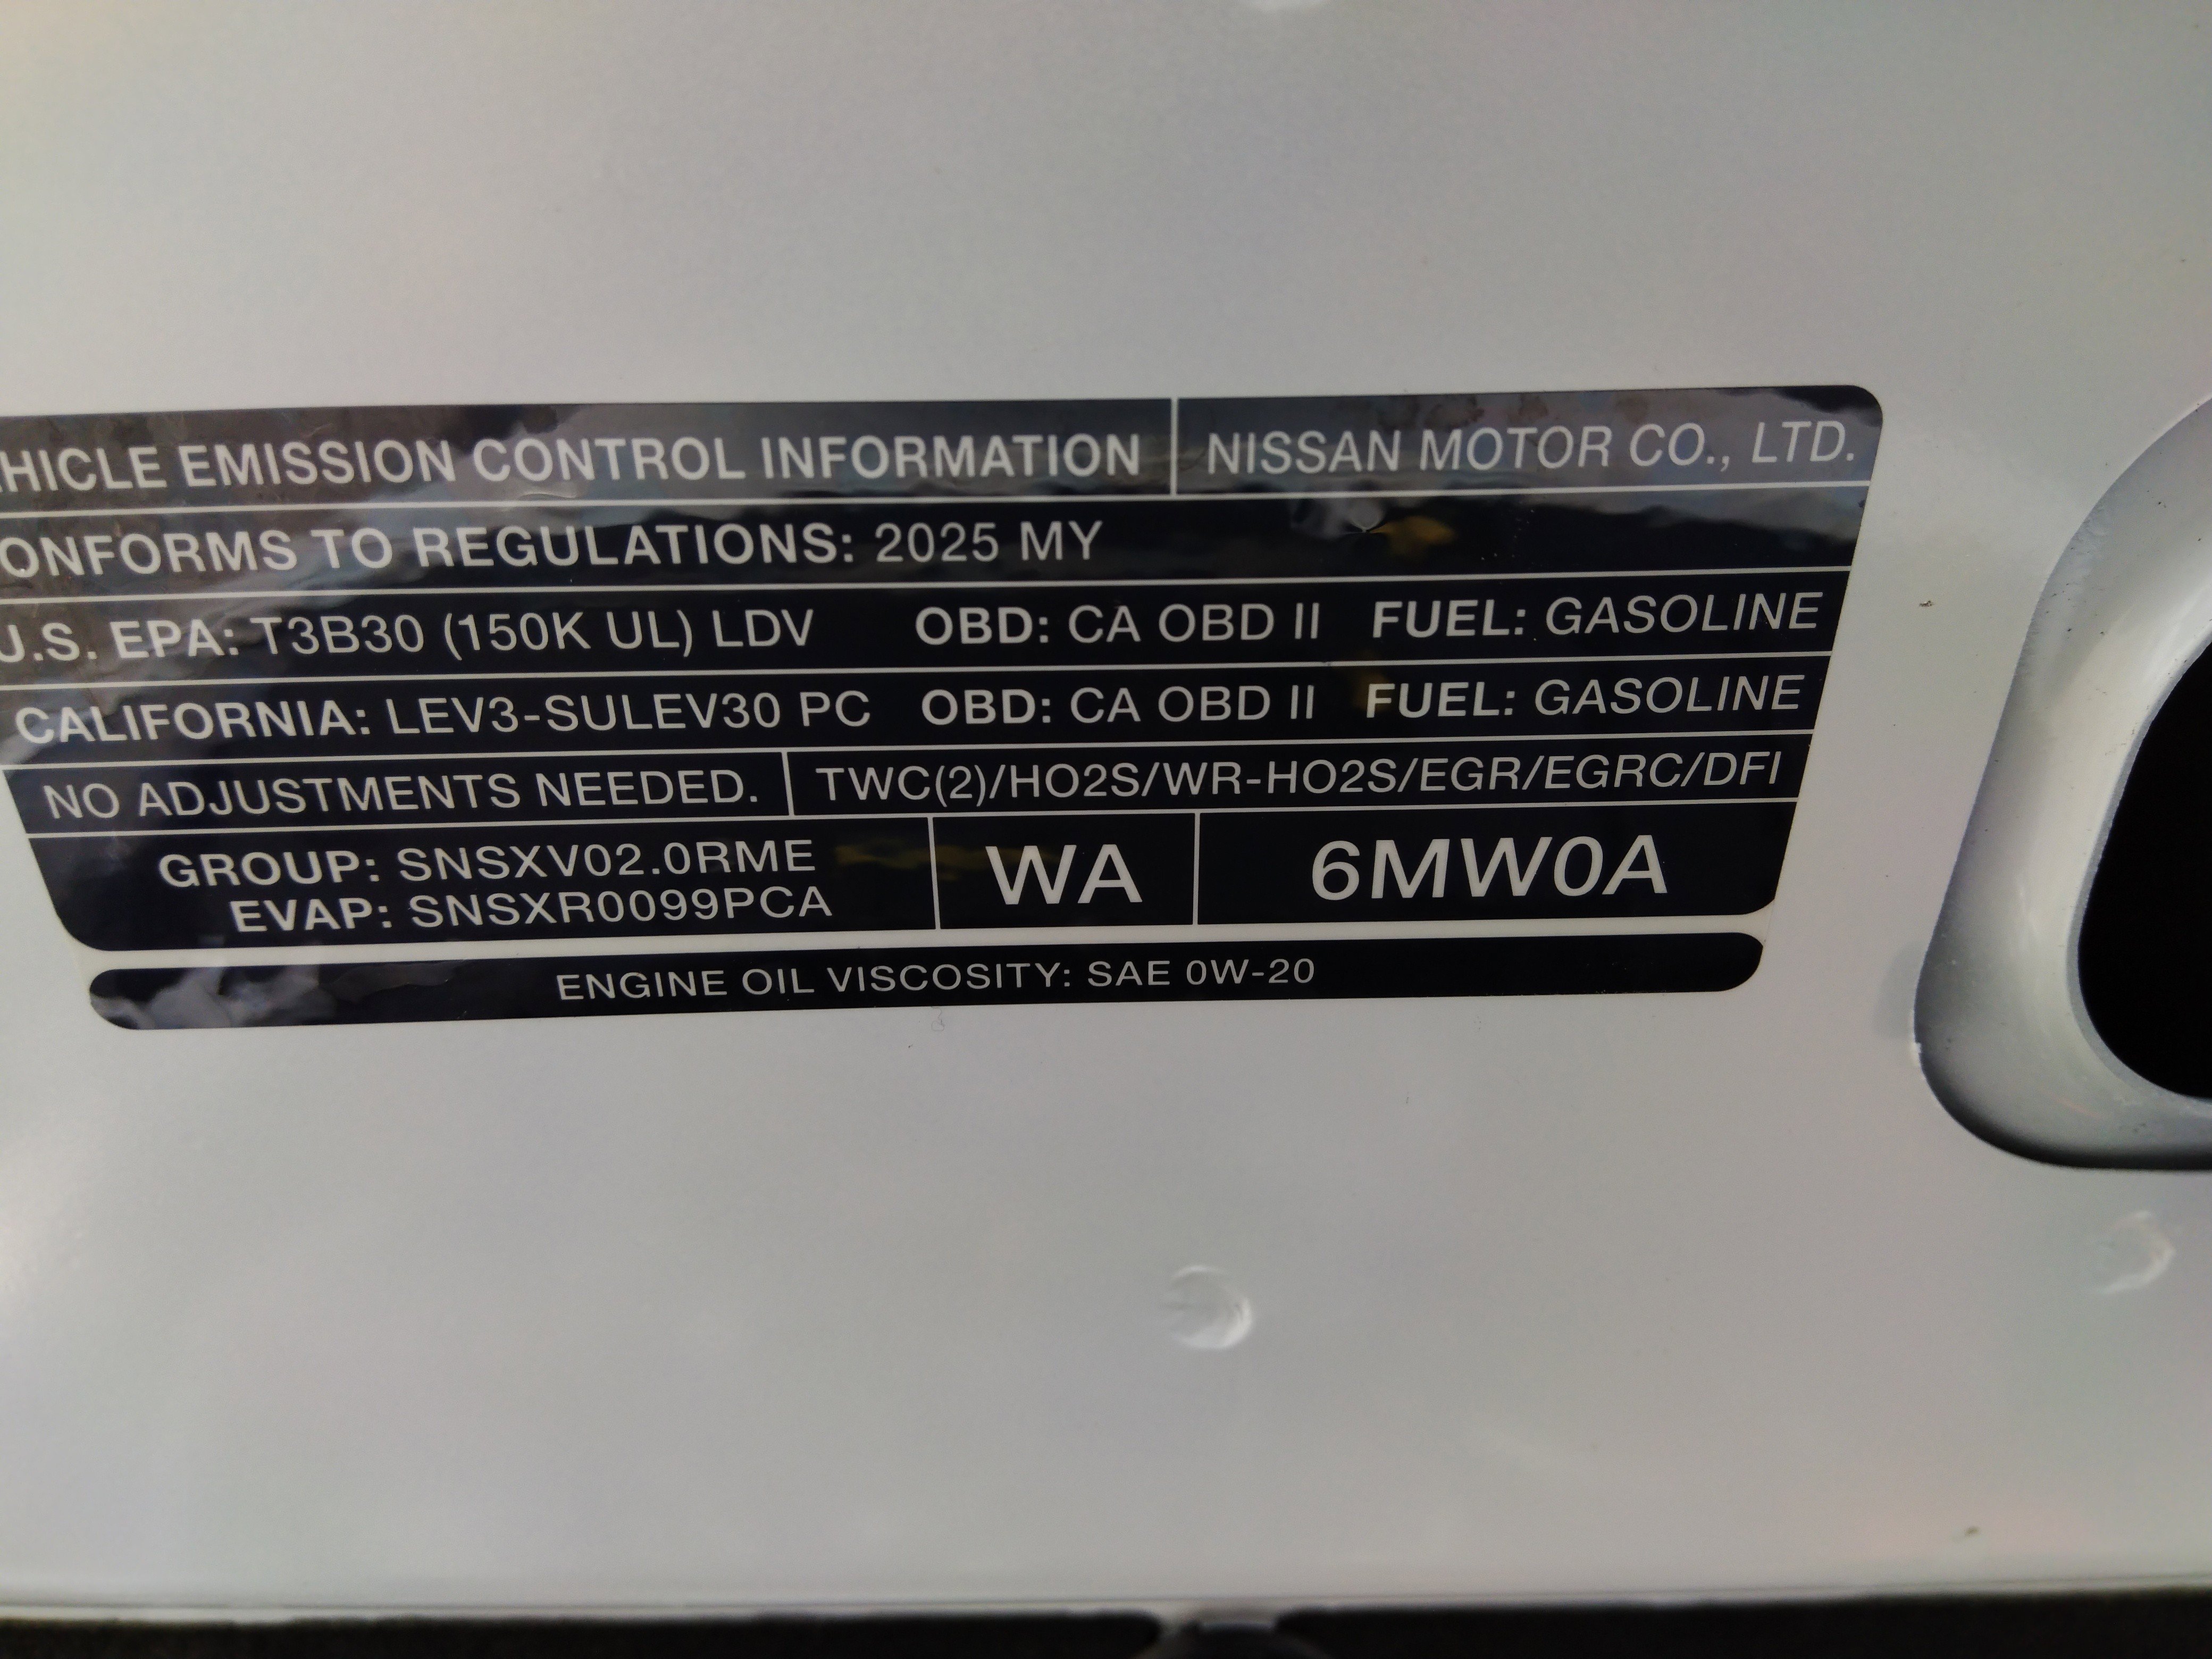 HICLE EMISSION CONTROL INFORMATION NISSAN MOTOR CO., LTD.
ONFORMS TO REGULATIONS: 2025 MY
U.S. EPA: T3B30 (150K UL) LDV OBD: CA OBD II FUEL: GASOLINE
CALIFORNIA: LEV3-SULEV30 PC OBD: CA OBD II FUEL: GASOLINE
NO ADJUSTMENTS NEEDED. TWC(2)/HO2S/WR-HO2S/EGR/EGRC/DFI
GROUP: SNSXV02.0RME
EVAP: SNSXR0099PCA
WA
6MW0A
ENGINE OIL VISCOSITY: SAE 0W-20